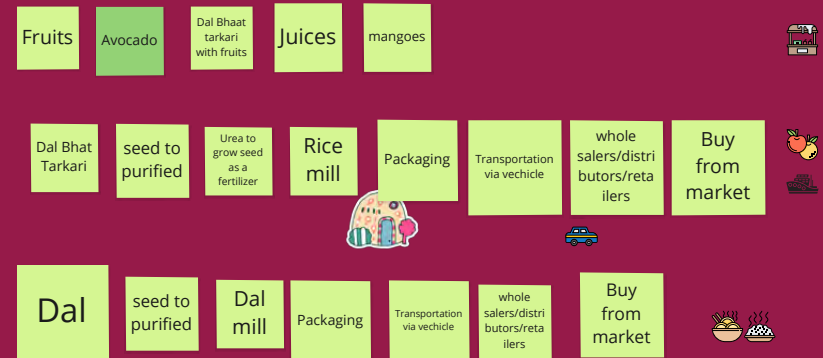 Fruits
Avocado
Dal Bhaat
tarkari
with fruits
Juices
mangoes
Dal Bhat
Tarkari
seed to
purified
Urea to
grow seed
as a
fertilizer
Rice
mill
Packaging
Transportation
via vechicle
whole
salers/distri
butors/reta
ilers
Buy
from
market
Dal
seed to
purified
Dal
mill
Packaging
Transportation
via vechicle
whole
salers/distri
butors/reta
ilers
Buy
from
market